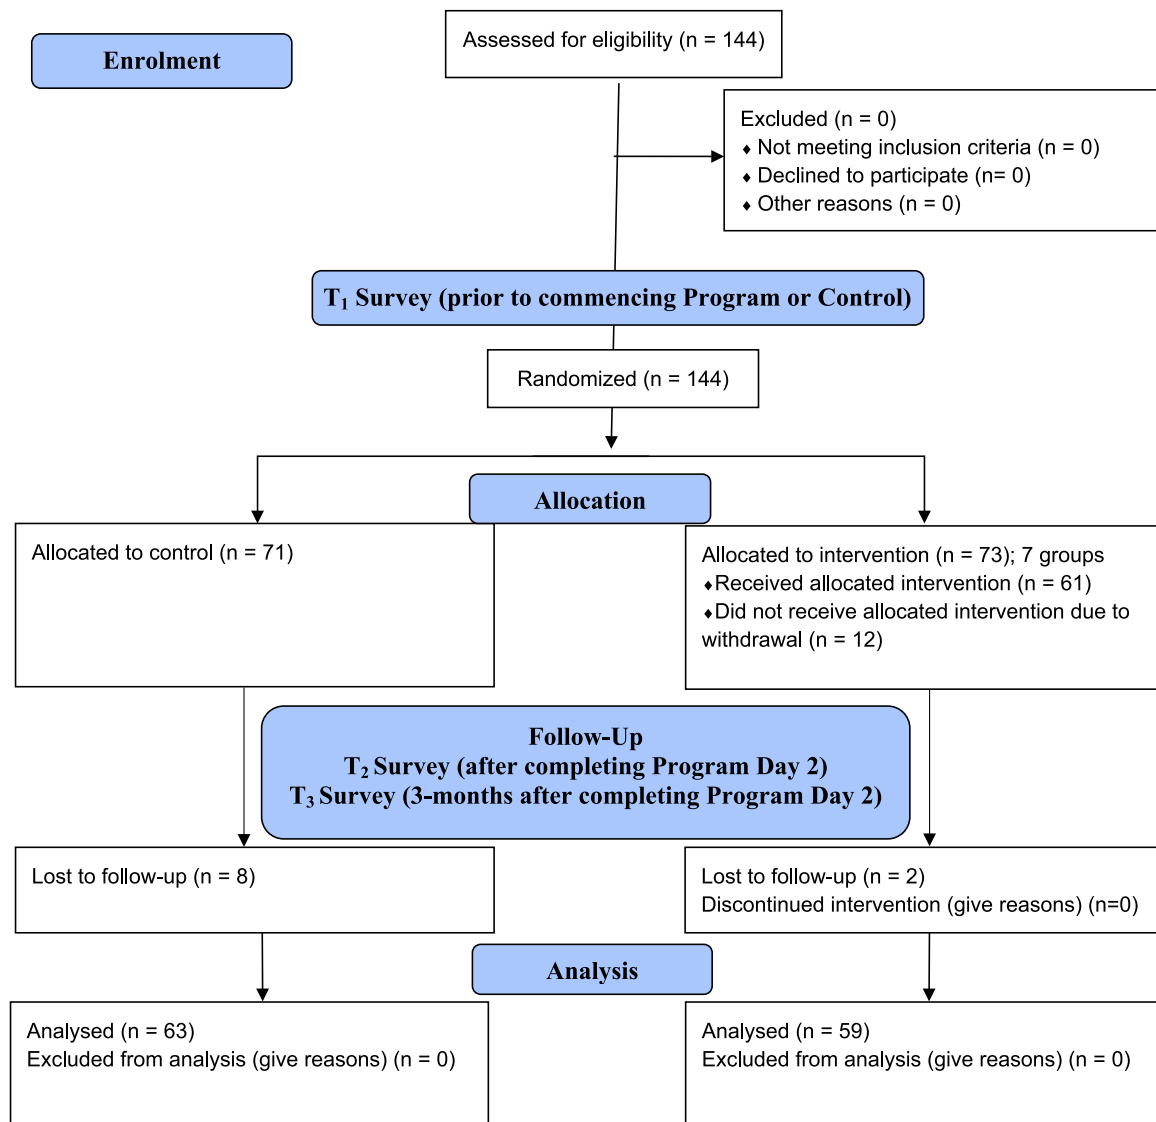 Enrolment
Assessed for eligibility (n = 144)
Excluded (n = 0)
♦ Not meeting inclusion criteria (n = 0)
♦ Declined to participate (n= 0)
♦ Other reasons (n = 0)
T₁ Survey (prior to commencing Program or Control)
Randomized (n = 144)
Allocation
Allocated to control (n = 71)
Allocated to intervention (n = 73); 7 groups
♦Received allocated intervention (n = 61)
♦Did not receive allocated intervention due to
withdrawal (n = 12)
Follow-Up
T₂ Survey (after completing Program Day 2)
T₃ Survey (3-months after completing Program Day 2)
Lost to follow-up (n = 8)
Lost to follow-up (n = 2)
Discontinued intervention (give reasons) (n=0)
Analysis
Analysed (n = 63)
Excluded from analysis (give reasons) (n = 0)
Analysed (n = 59)
Excluded from analysis (give reasons) (n = 0)